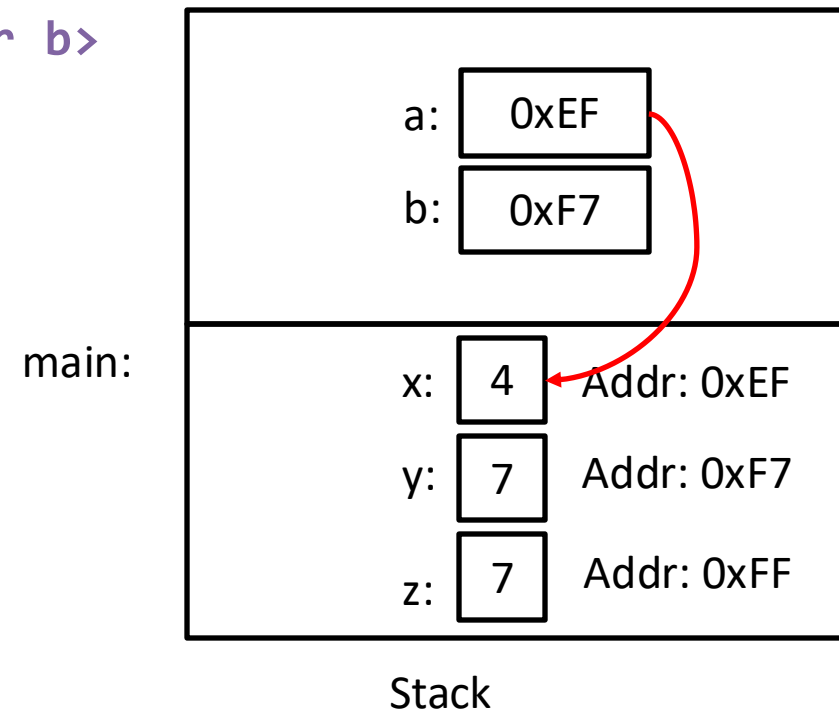 b>
a: 0xEF
b: 0xF7
main:
x: 4 Addr: 0xEF
y: 7 Addr: 0xF7
z: 7 Addr: 0xFF
Stack